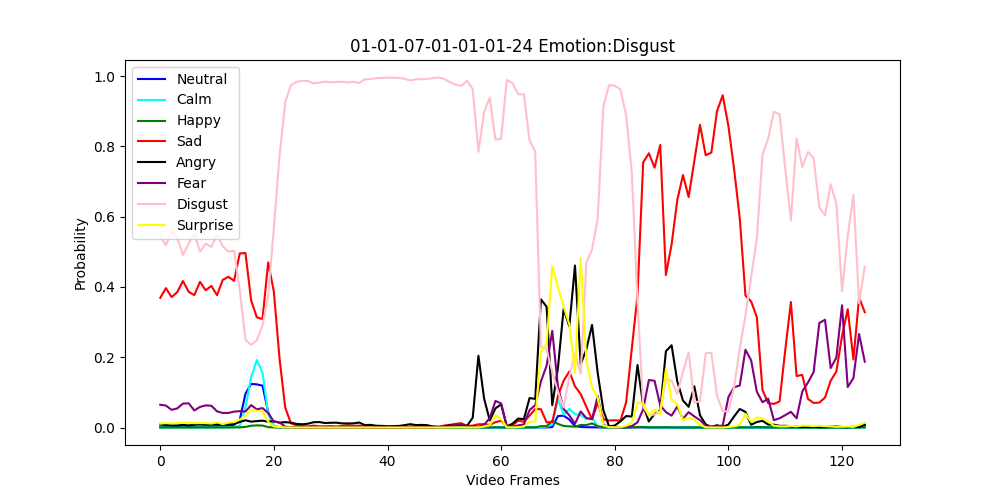 01-01-07-01-01-01-24 Emotion:Disgust
1.0
0.8
0.6
0.4
0.2
0.0
Probability
Neutral
Calm
Happy
Sad
Angry
Fear
Disgust
Surprise
0 20 40 60 80 100 120
Video Frames